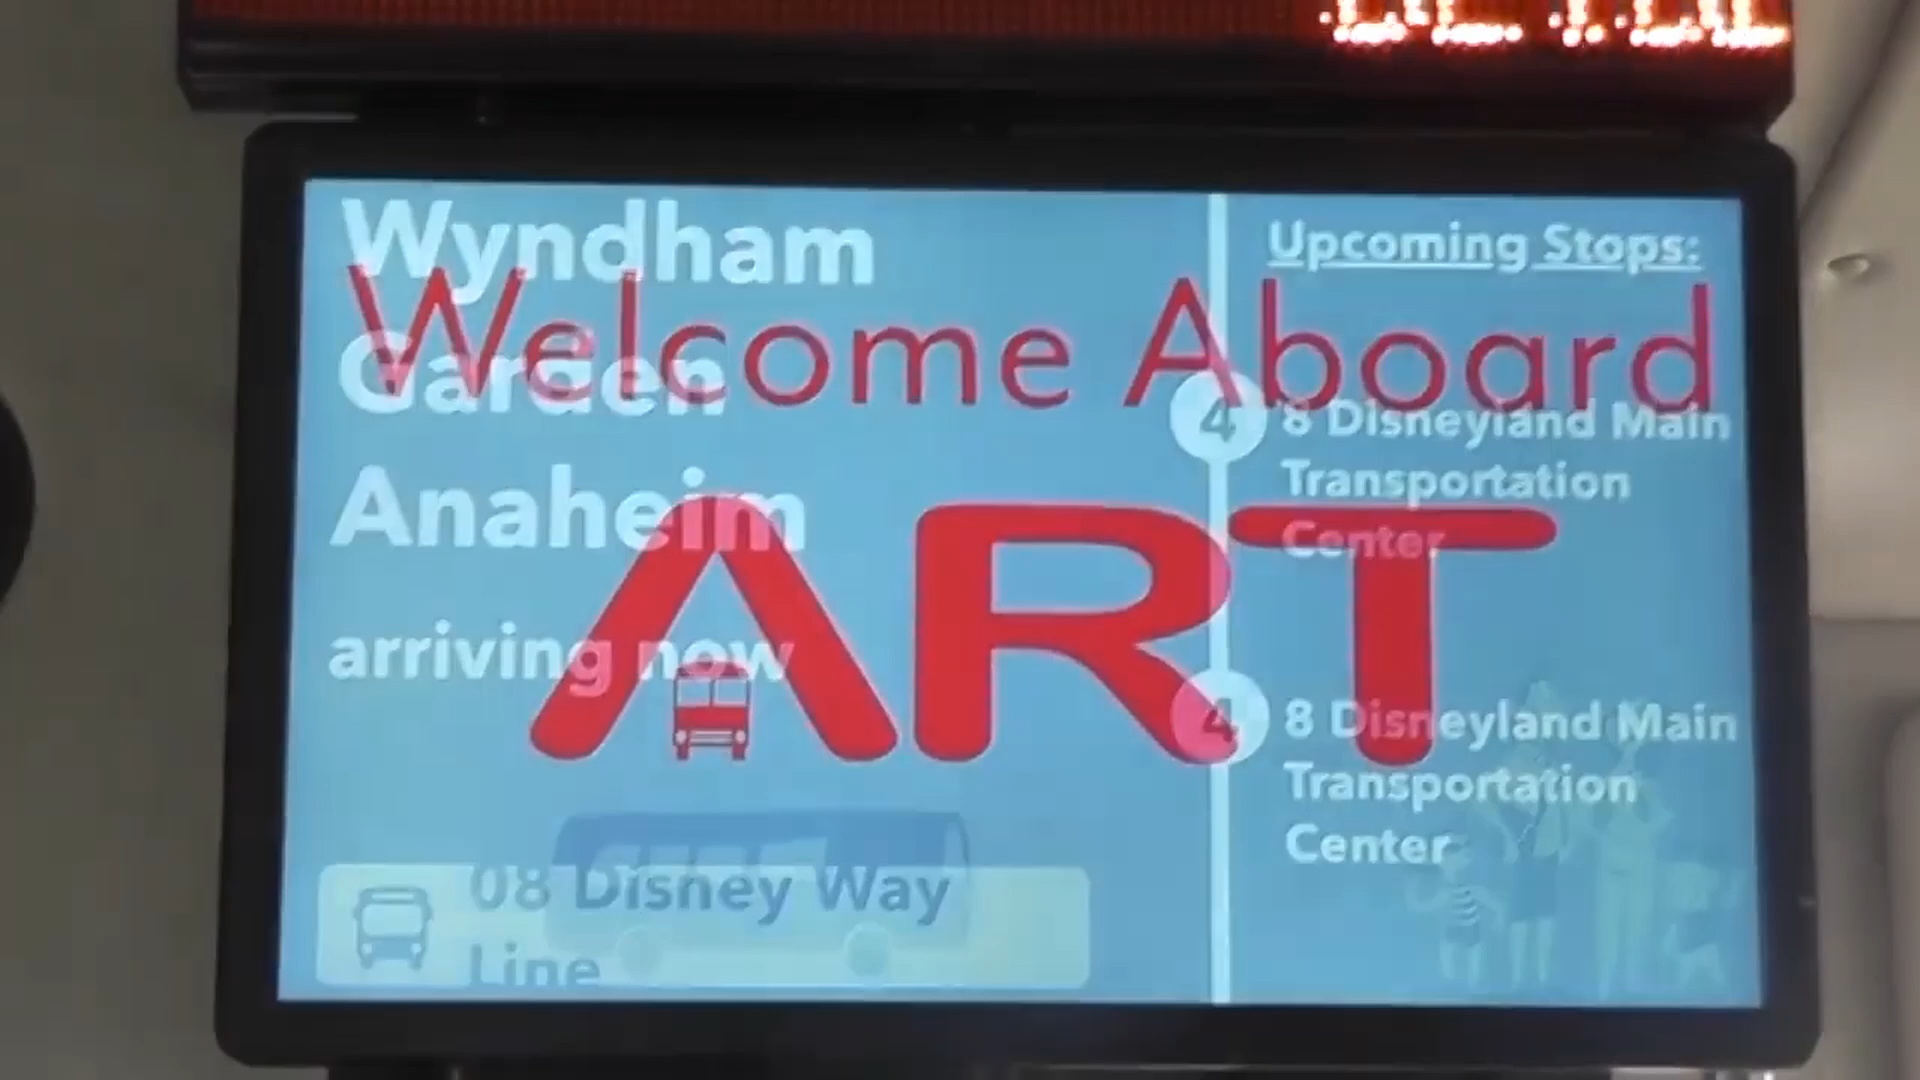 Wyndham
Garden
Anaheim
arriving now
08 Disney Way
Line
Welcome Aboard
ART
Upcoming Stops:
4
8 Disneyland Main
Transportation
Center
4
8 Disneyland Main
Transportation
Center